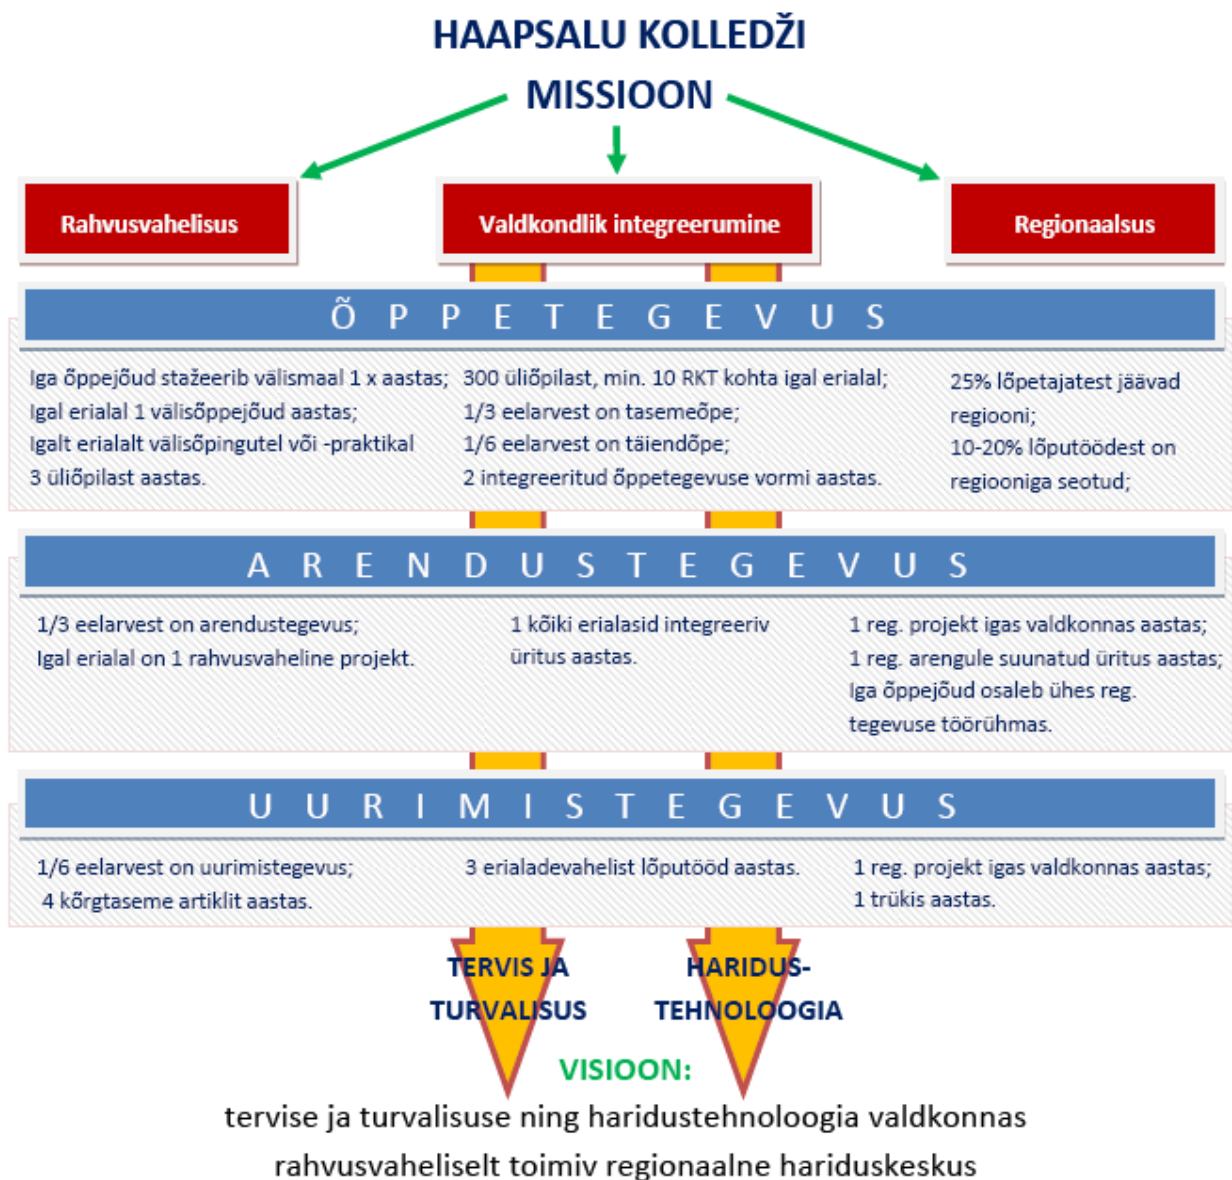 HAAPSALU KOLLEDŽI
MISSIOON
Rahvusvahelisus
Valdkondlik integreerumine
Regionaalsus
ÕPPETEGEVUS
Iga õppejõud stažeerib välismaal 1 x aastas;
Igal erialal 1 välisõppejõud aastas;
Igalt erialalt välisõpingutel või -praktikal
3 üliõpilast aastas.
300 üliõpilast, min. 10 RKT kohta igal erialal;
1/3 eelarvest on tasemeõpe;
1/6 eelarvest on täiendõpe;
2 integreeritud õppetegevuse vormi aastas.
25% lõpetajatest jäävad
regiooni;
10-20% lõputöödest on
regiooniga seotud;
ARENDUSTEGEVUS
1/3 eelarvest on arendustegevus;
Igal erialal on 1 rahvusvaheline projekt.
1 kõiki erialasid integreeriv
üritus aastas.
1 reg. projekt igas valdkonnas aastas;
1 reg. arengule suunatud üritus aastas;
Iga õppejõud osaleb ühes reg.
tegevuse töörühmas.
UURIMISTEGEVUS
1/6 eelarvest on uurimistegevus;
4 kõrgtaseme artiklit aastas.
3 erialadevahelist lõputööd aastas.
1 reg. projekt igas valdkonnas aastas;
1 trükis aastas.
TERVIS JA
TURVALISUS
HARIDUS-
TEHNOLOOGIA
VISIOON:
tervise ja turvalisuse ning haridustehnoloogia valdkonnas
rahvusvaheliselt toimiv regionaalne hariduskeskus